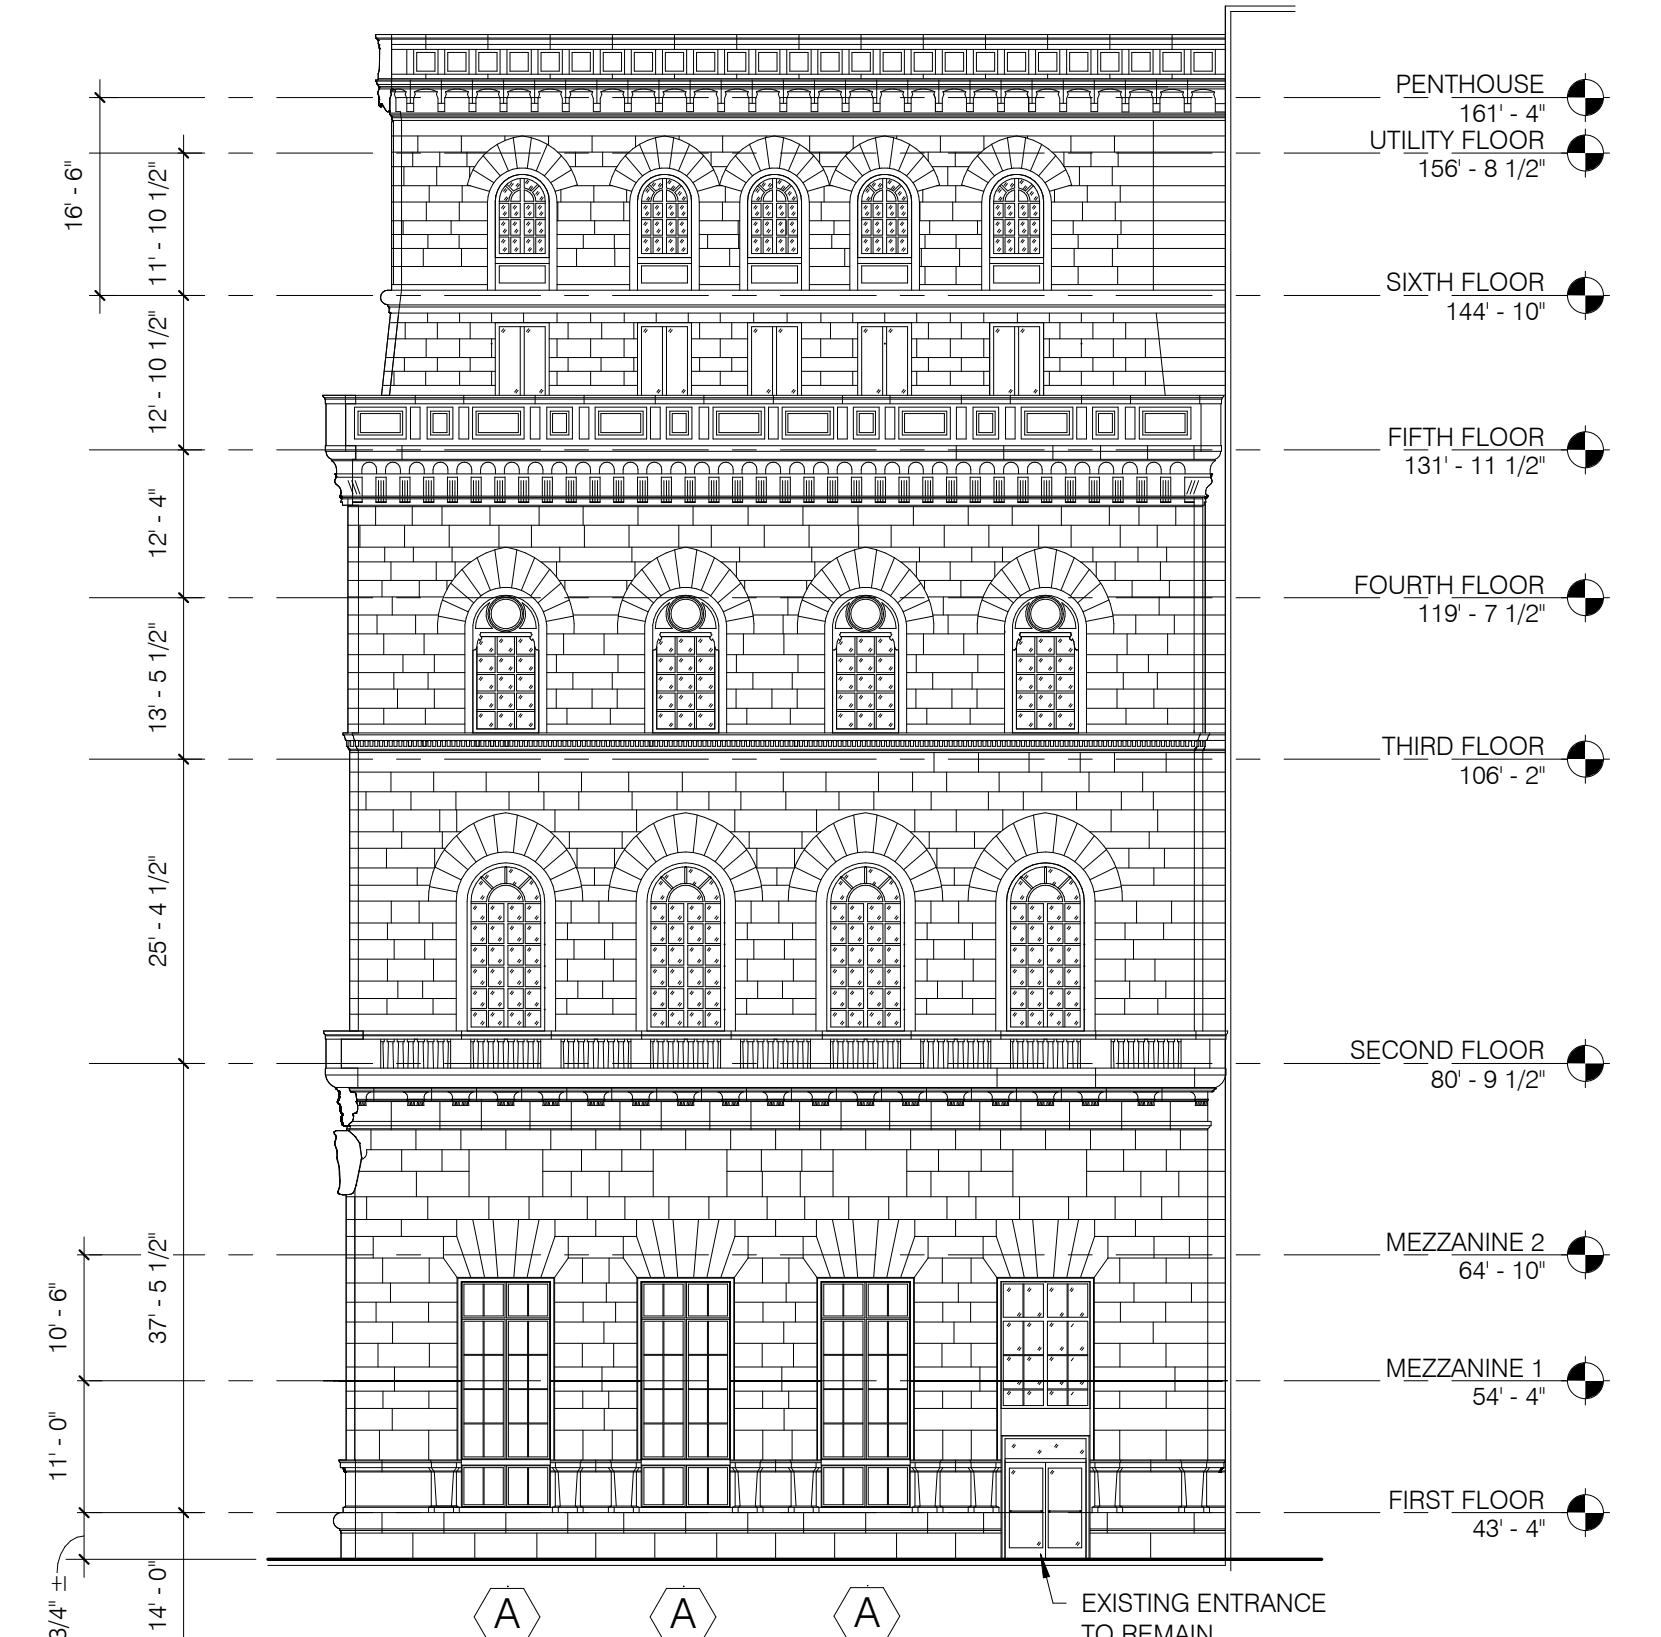 PENTHOUSE
161' - 4"
UTILITY FLOOR
156' - 8 1/2"
16' - 6"
11' - 10 1/2"
SIXTH FLOOR
144' - 10"
12' - 10 1/2"
FIFTH FLOOR
131' - 11 1/2"
12' - 4"
FOURTH FLOOR
119' - 7 1/2"
13' - 5 1/2"
THIRD FLOOR
106' - 2"
25' - 4 1/2"
SECOND FLOOR
80' - 9 1/2"
37' - 5 1/2"
MEZZANINE 2
64' - 10"
10' - 6"
MEZZANINE 1
54' - 4"
11' - 0"
FIRST FLOOR
43' - 4"
3/4" ±
14' - 0"
A
A
A
EXISTING ENTRANCE
TO REMAIN